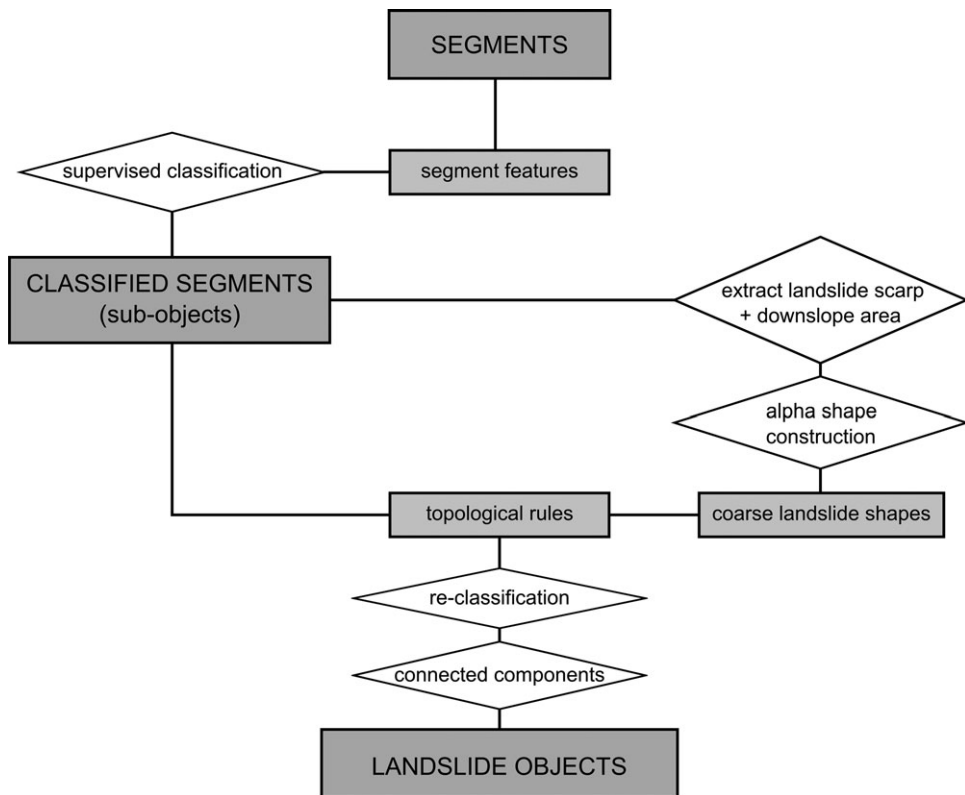 SEGMENTS
segment features
supervised classification
CLASSIFIED SEGMENTS
(sub-objects)
extract landslide scarp
+ downslope area
alpha shape
construction
coarse landslide shapes
topological rules
re-classification
connected components
LANDSLIDE OBJECTS